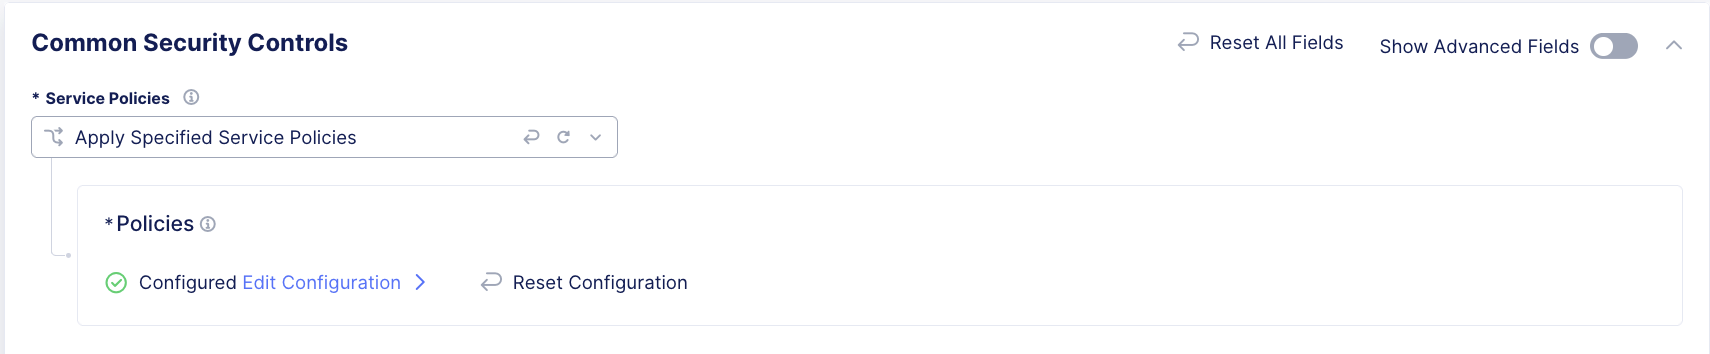 Common Security Controls
Reset All Fields
Show Advanced Fields
* Service Policies
Apply Specified Service Policies
* Policies
Configured Edit Configuration
Reset Configuration